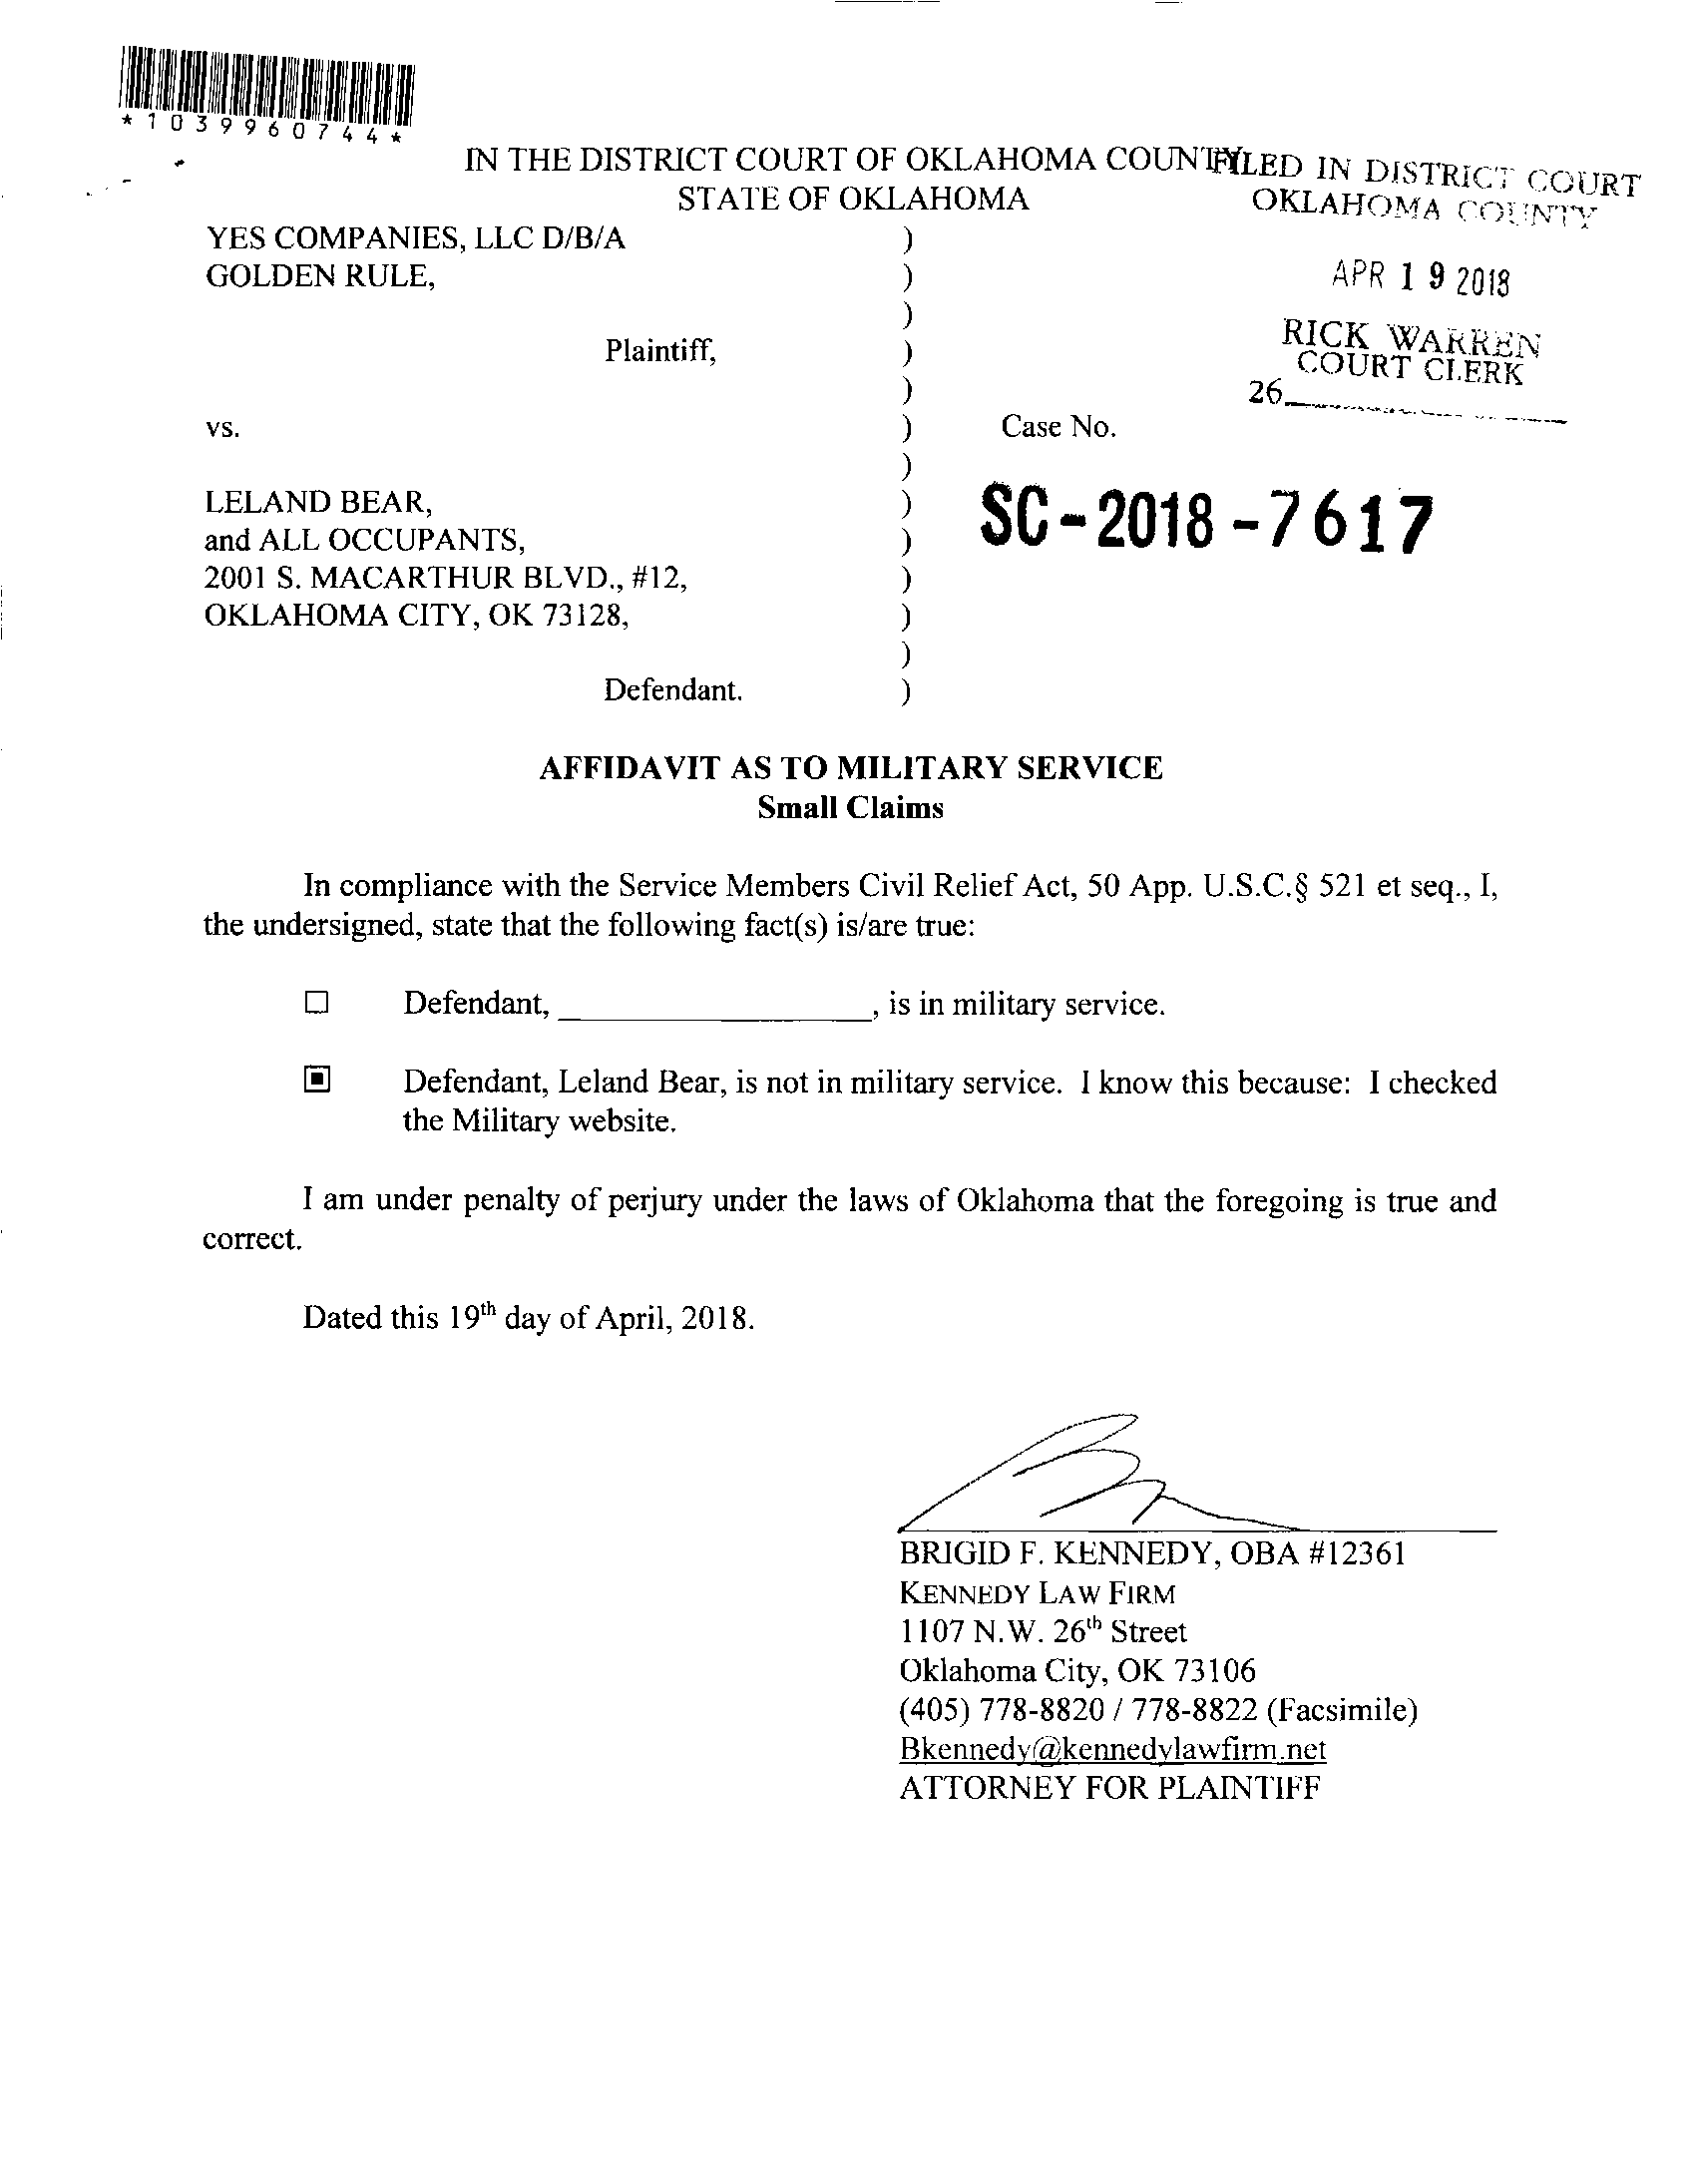 *1039960744*
IN THE DISTRICT COURT OF OKLAHOMA COUNTY
STATE OF OKLAHOMA
FILED IN DISTRICT COURT
OKLAHOMA COUNTY
APR 19 2018
RICK WARREN
COURT CLERK
26
YES COMPANIES, LLC D/B/A )
GOLDEN RULE, )
)
Plaintiff, )
)
vs. ) Case No.
)
LELAND BEAR, ) SC-2018-7617
and ALL OCCUPANTS, )
2001 S. MACARTHUR BLVD., #12, )
OKLAHOMA CITY, OK 73128, )
)
Defendant. )
AFFIDAVIT AS TO MILITARY SERVICE
Small Claims
In compliance with the Service Members Civil Relief Act, 50 App. U.S.C.§ 521 et seq., I,
the undersigned, state that the following fact(s) is/are true:
☐ Defendant, ____________________, is in military service.
▣ Defendant, Leland Bear, is not in military service. I know this because: I checked
the Military website.
I am under penalty of perjury under the laws of Oklahoma that the foregoing is true and
correct.
Dated this 19th day of April, 2018.
BRIGID F. KENNEDY, OBA #12361
KENNEDY LAW FIRM
1107 N.W. 26th Street
Oklahoma City, OK 73106
(405) 778-8820 / 778-8822 (Facsimile)
Bkennedy@kennedylawfirm.net
ATTORNEY FOR PLAINTIFF